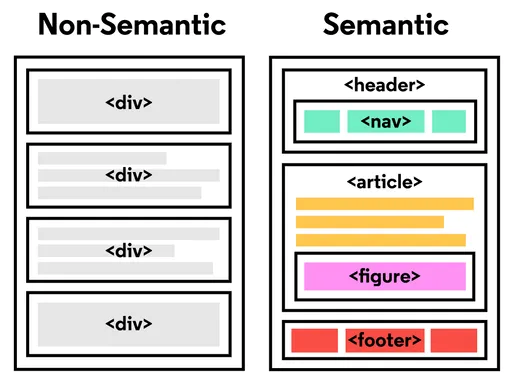 Non-Semantic
<div>
<div>
<div>
<div>
Semantic
<header>
<nav>
<article>
<figure>
<footer>